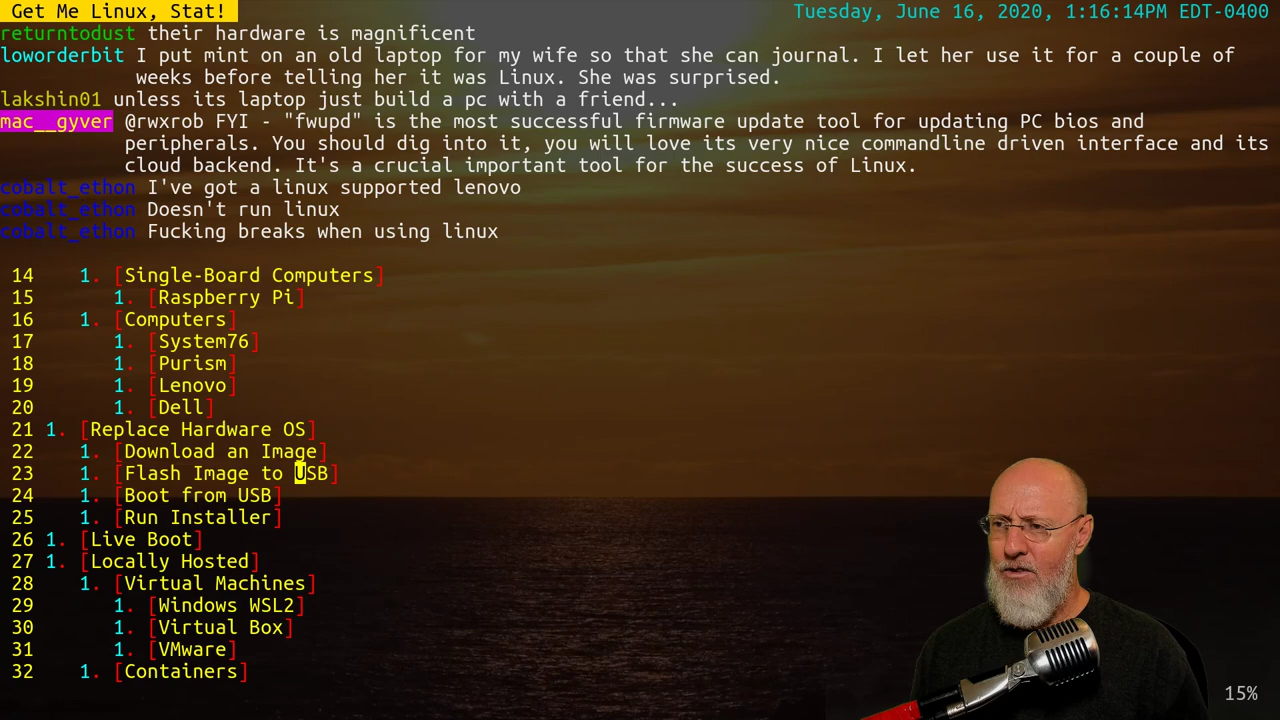 Get Me Linux, Stat!
Tuesday, June 16, 2020, 1:16:14PM EDT-0400
returntodust their hardware is magnificent
loworderbit I put mint on an old laptop for my wife so that she can journal. I let her use it for a couple of
weeks before telling her it was Linux. She was surprised.
lakshin01 unless its laptop just build a pc with a friend...
mac__gyver @rwxrob FYI - "fwupd" is the most successful firmware update tool for updating PC bios and
peripherals. You should dig into it, you will love its very nice commandline driven interface and its
cloud backend. It's a crucial important tool for the success of Linux.
cobalt_ethon I've got a linux supported lenovo
cobalt_ethon Doesn't run linux
cobalt_ethon Fucking breaks when using linux
14 1. [Single-Board Computers]
15 1. [Raspberry Pi]
16 1. [Computers]
17 1. [System76]
18 1. [Purism]
19 1. [Lenovo]
20 1. [Dell]
21 1. [Replace Hardware OS]
22 1. [Download an Image]
23 1. [Flash Image to USB]
24 1. [Boot from USB]
25 1. [Run Installer]
26 1. [Live Boot]
27 1. [Locally Hosted]
28 1. [Virtual Machines]
29 1. [Windows WSL2]
30 1. [Virtual Box]
31 1. [VMware]
32 1. [Containers]
15%